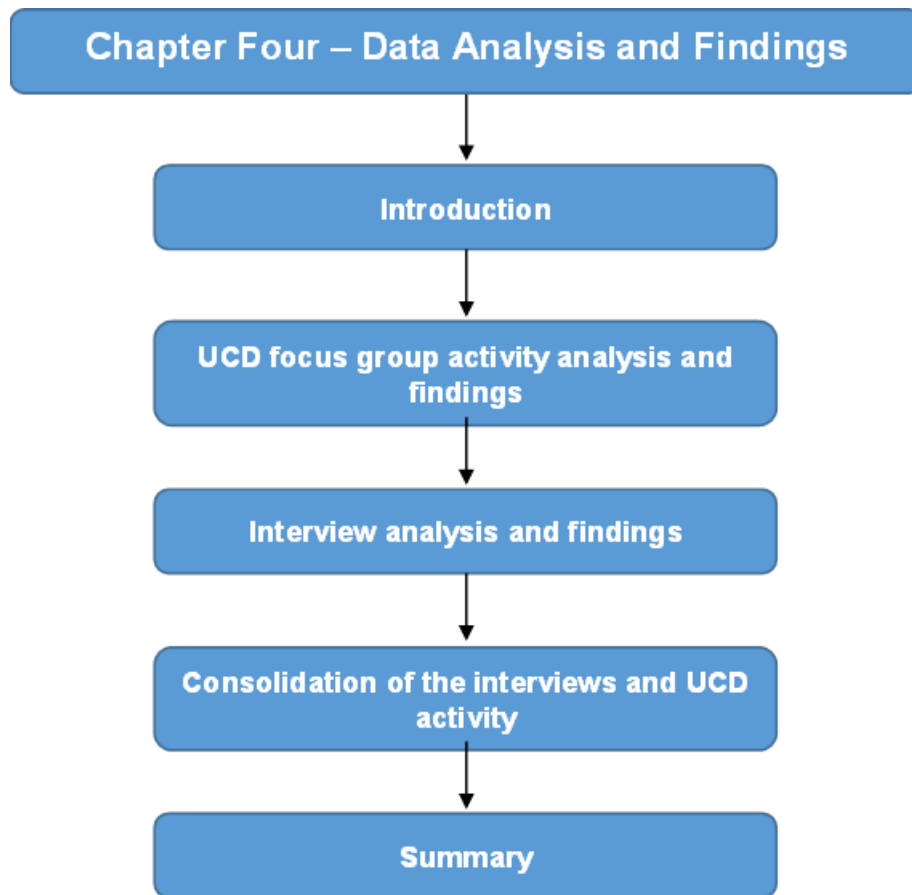 Chapter Four – Data Analysis and Findings
Introduction
UCD focus group activity analysis and
findings
Interview analysis and findings
Consolidation of the interviews and UCD
activity
Summary